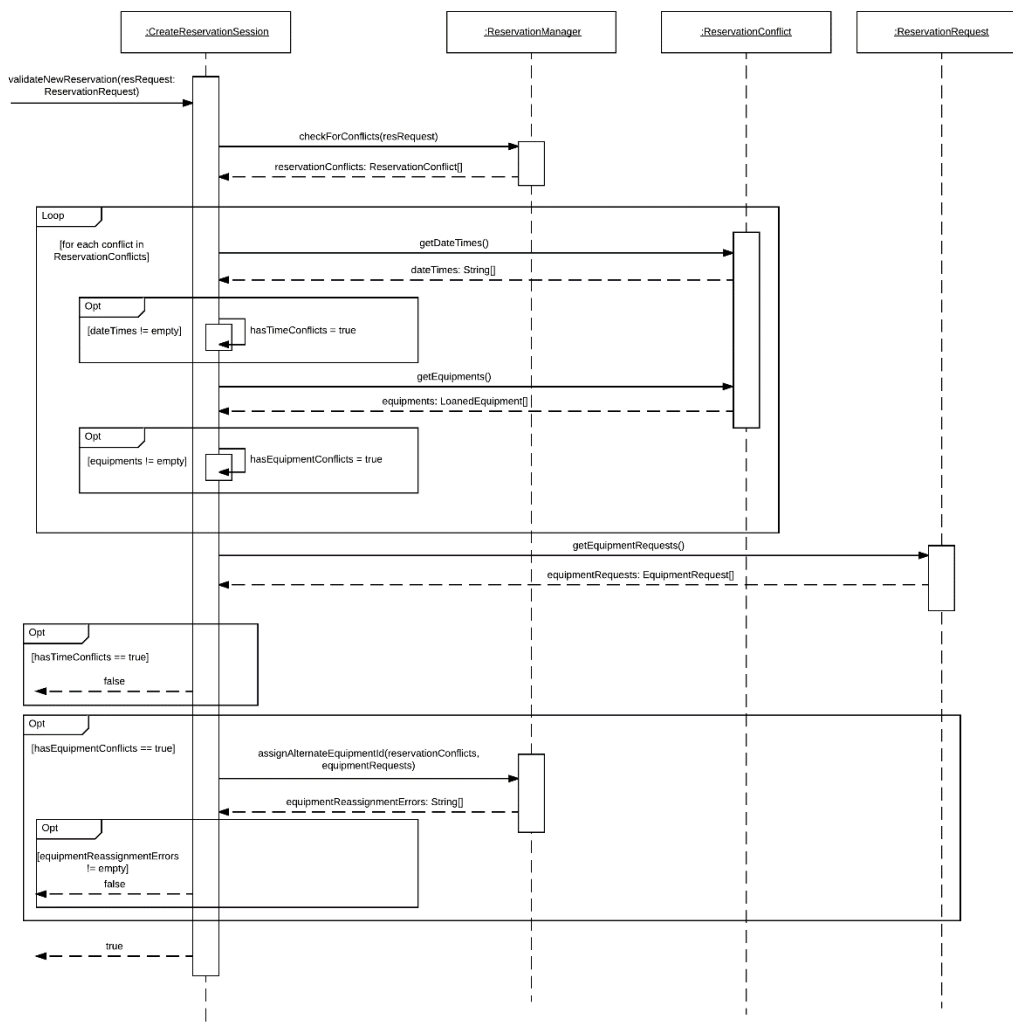 :CreateReservationSession
:ReservationManager
:ReservationConflict
:ReservationRequest
validateNewReservation(resRequest:
ReservationRequest)
checkForConflicts(resRequest)
reservationConflicts: ReservationConflict[]
Loop
[for each conflict in
ReservationConflicts]
getDateTimes()
dateTimes: String[]
Opt
[dateTimes != empty]
hasTimeConflicts = true
getEquipments()
equipments: LoanedEquipment[]
Opt
[equipments != empty]
hasEquipmentConflicts = true
getEquipmentRequests()
equipmentRequests: EquipmentRequest[]
Opt
[hasTimeConflicts == true]
false
Opt
[hasEquipmentConflicts == true]
assignAlternateEquipmentId(reservationConflicts,
equipmentRequests)
equipmentReassignmentErrors: String[]
Opt
[equipmentReassignmentErrors
!= empty]
false
true